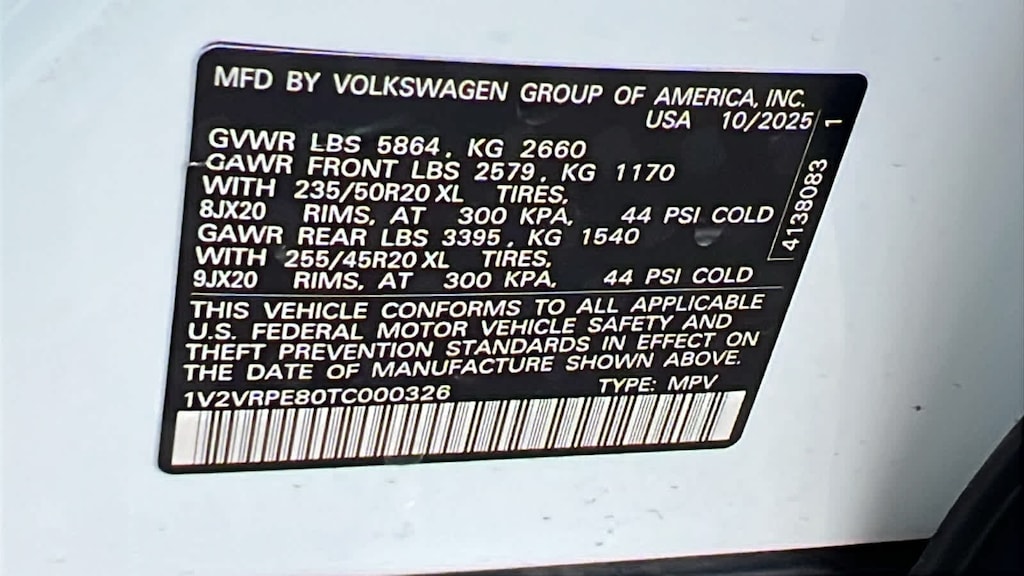 MFD BY VOLKSWAGEN GROUP OF AMERICA, INC.
USA 10/2025
GVWR LBS 5864, KG 2660
GAWR FRONT LBS 2579, KG 1170
WITH 235/50R20 XL TIRES,
8JX20 RIMS, AT 300 KPA, 44 PSI COLD
GAWR REAR LBS 3395, KG 1540
WITH 255/45R20 XL TIRES,
9JX20 RIMS, AT 300 KPA, 44 PSI COLD
THIS VEHICLE CONFORMS TO ALL APPLICABLE
U.S. FEDERAL MOTOR VEHICLE SAFETY AND
THEFT PREVENTION STANDARDS IN EFFECT ON
THE DATE OF MANUFACTURE SHOWN ABOVE.
1V2VRPE80TC000326 TYPE: MPV
4138083 1